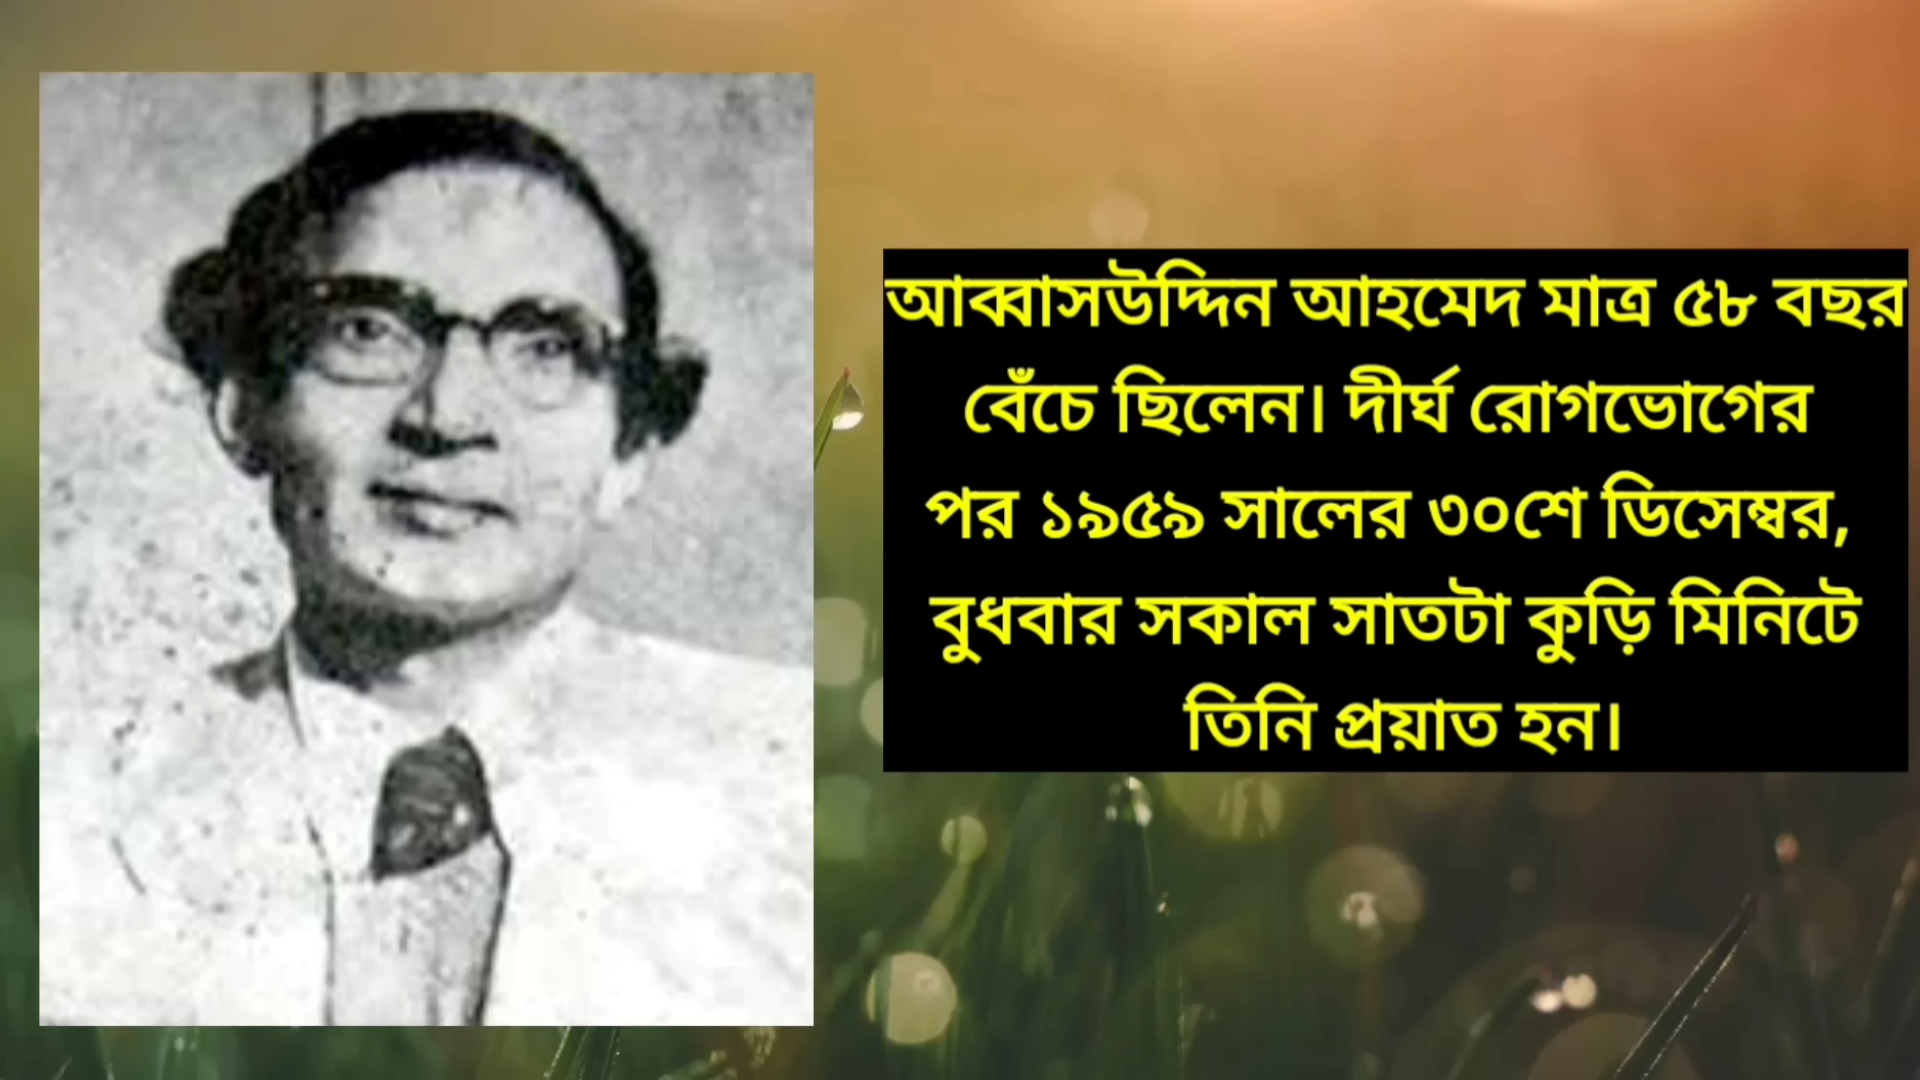 আব্বাসউদ্দিন আহমেদ মাত্র ৫৮ বছর
বেঁচে ছিলেন। দীর্ঘ রোগভোগের
পর ১৯৫৯ সালের ৩০শে ডিসেম্বর,
বুধবার সকাল সাতটা কুড়ি মিনিটে
তিনি প্রয়াত হন।